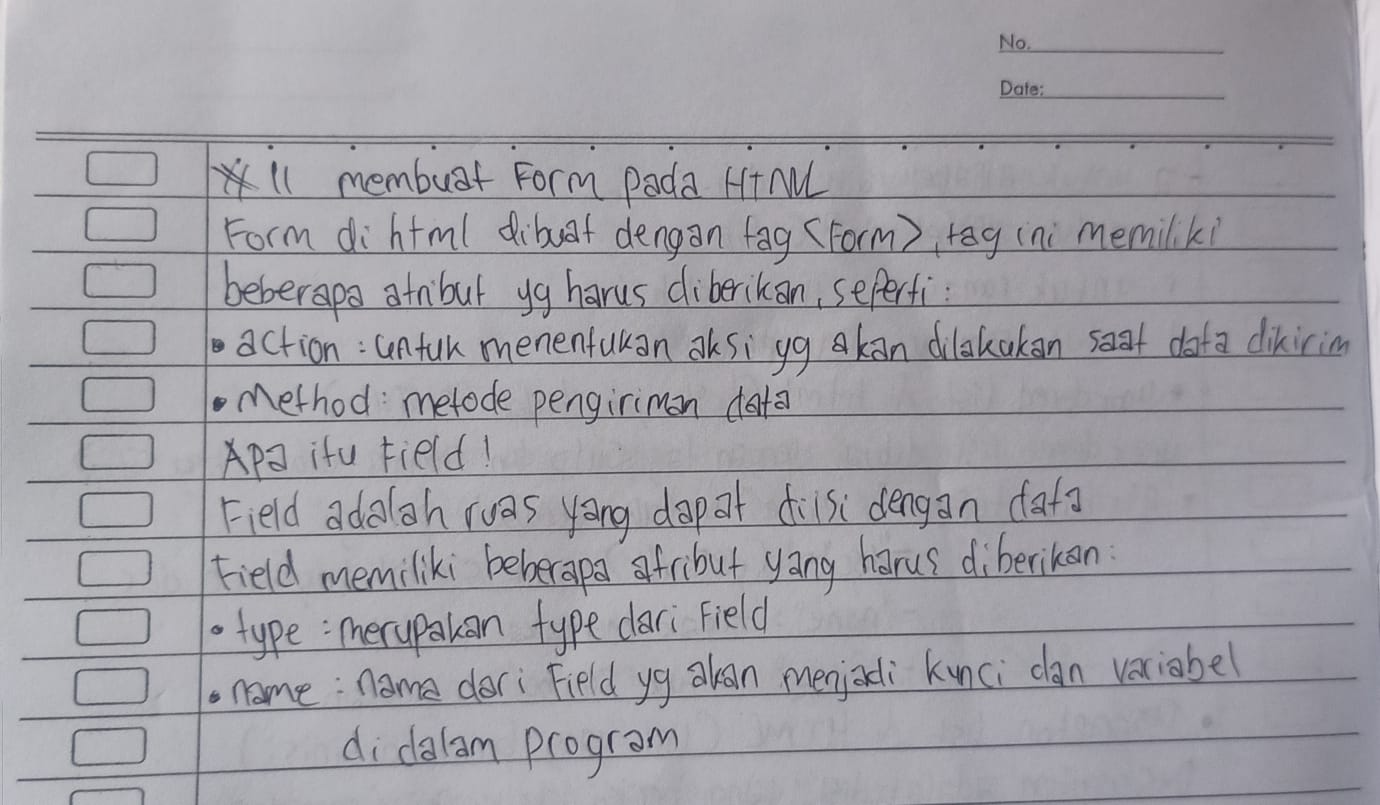 No.
Date:
11 membuat Form pada HTML
Form di html dibuat dengan tag <Form>, tag ini memiliki
beberapa atribut yg harus diberikan, seperti:
• action: untuk menentukan aksi yg akan dilakukan saat data dikirim
• Method: metode pengiriman data
Apa itu Field!
Field adalah ruas yang dapat diisi dengan data
Field memiliki beberapa atribut yang harus diberikan:
• type: merupakan type dari Field
• name: nama dari Field yg akan menjadi kunci dan variabel
didalam program